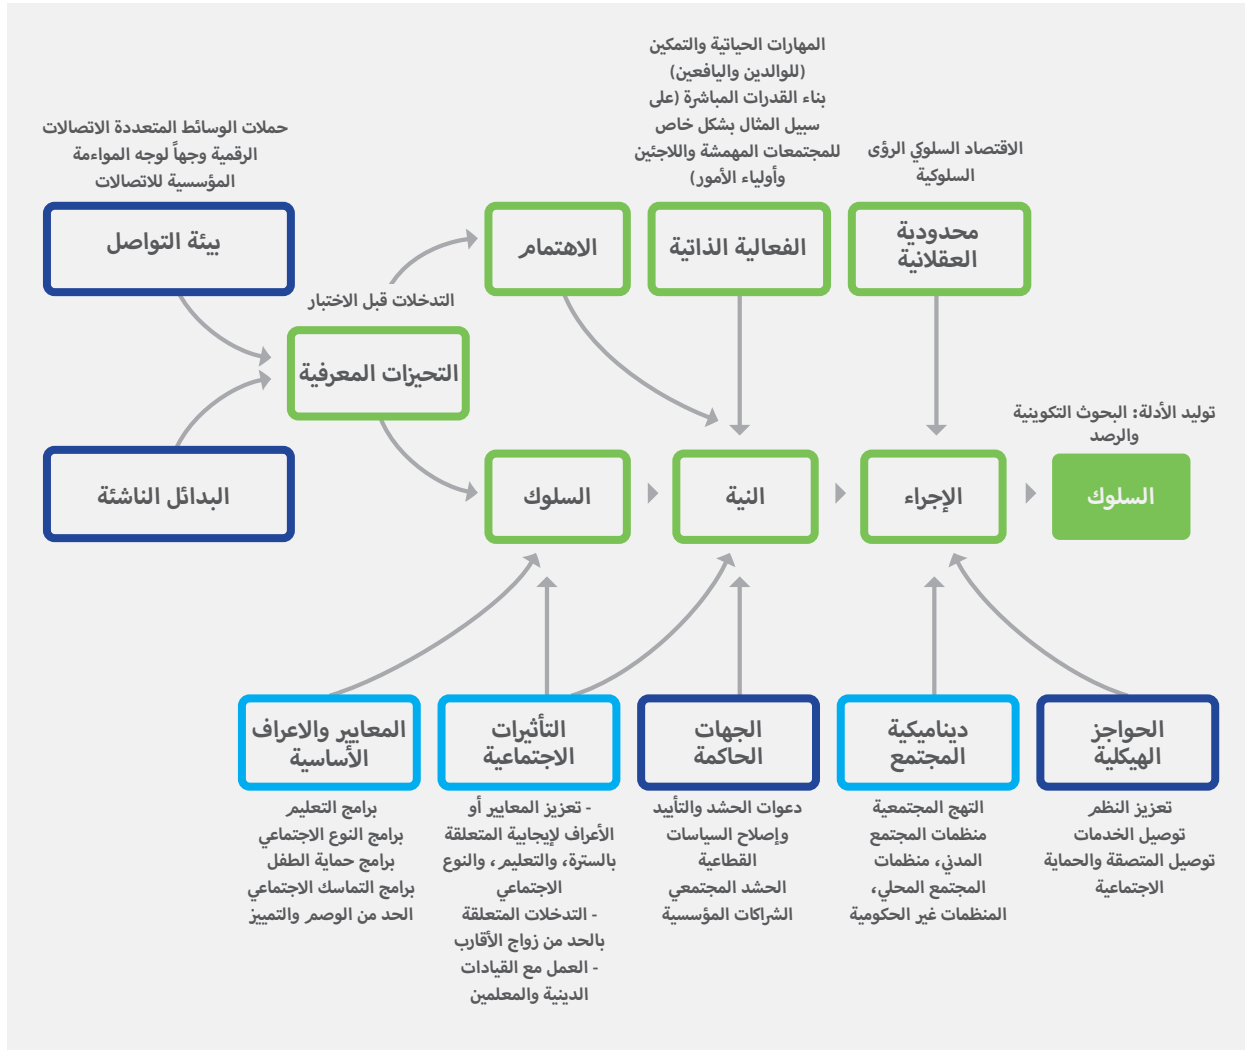 المهارات الحياتية والتمكين
(للوالدين واليافعين)
بناء القدرات المباشرة (على
سبيل المثال بشكل خاص
للمجتمعات المهمشة واللاجئين
وأولياء الأمور)
الاقتصاد السلوكي الرؤى
السلوكية
حملات الوسائط المتعددة الاتصالات
الرقمية وجهاً لوجه المواءمة
المؤسسية للاتصالات
محدودية
العقلانية
الفعالية الذاتية
الاهتمام
بيئة التواصل
التدخلات قبل الاختبار
التحيزات المعرفية
توليد الأدلة: البحوث التكوينية
والرصد
السلوك
الإجراء
النية
السلوك
البدائل الناشئة
الحواجز
الهيكلية
ديناميكية
المجتمع
الجهات
الحاكمة
التأثيرات
الاجتماعية
المعايير والاعراف
الأساسية
تعزيز النظم
توصيل الخدمات
توصيل المتصقة والحماية
الاجتماعية
التهج المجتمعية
منظمات المجتمع
المدني، منظمات
المجتمع المحلي،
المنظمات غير الحكومية
دعوات الحشد والتأييد
وإصلاح السياسات
القطاعية
الحشد المجتمعي
الشراكات المؤسسية
- تعزيز المعايير أو
الأعراف لإيجابية المتعلقة
بالسترة، والتعليم، والنوع
الاجتماعي
- التدخلات المتعلقة
بالحد من زواج الأقارب
- العمل مع القيادات
الدينية والمعلمين
برامج التعليم
برامج النوع الاجتماعي
برامج حماية الطفل
برامج التماسك الاجتماعي
الحد من الوصم والتمييز